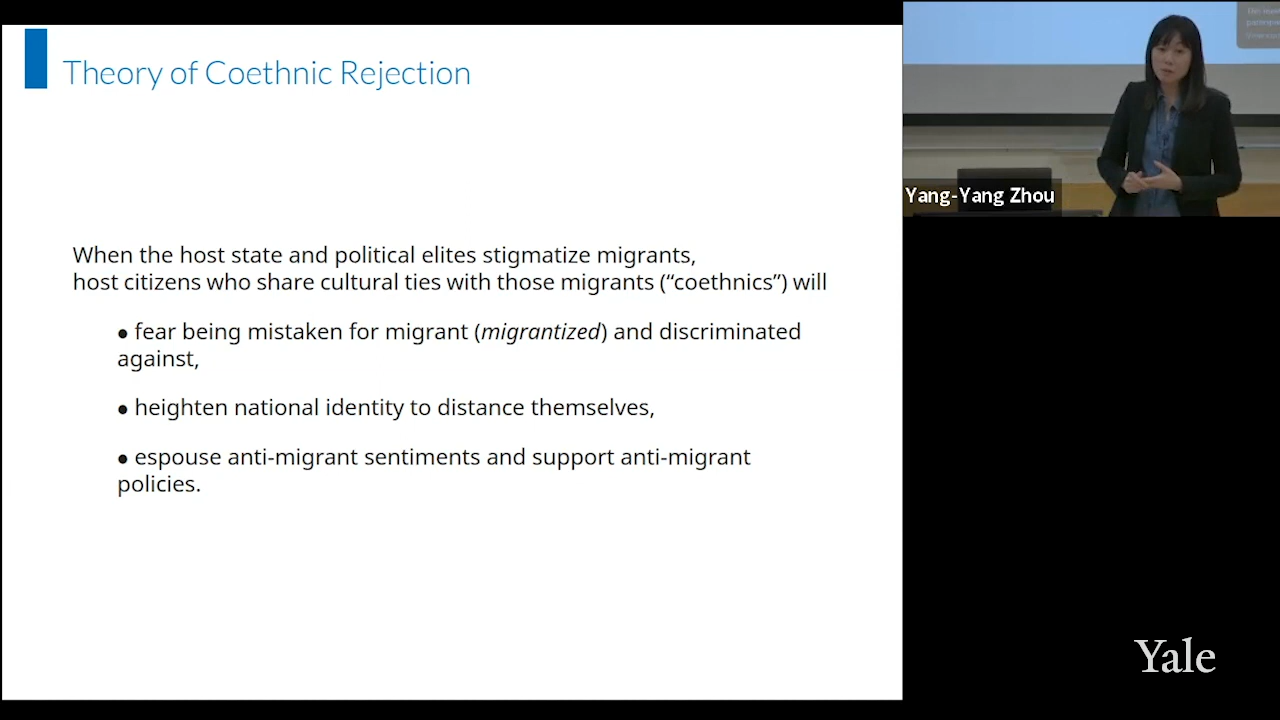 Theory of Coethnic Rejection
When the host state and political elites stigmatize migrants,
host citizens who share cultural ties with those migrants (“coethnics”) will
● fear being mistaken for migrant (migrantized) and discriminated
against,
● heighten national identity to distance themselves,
● espouse anti-migrant sentiments and support anti-migrant
policies.
Yang-Yang Zhou
Yale